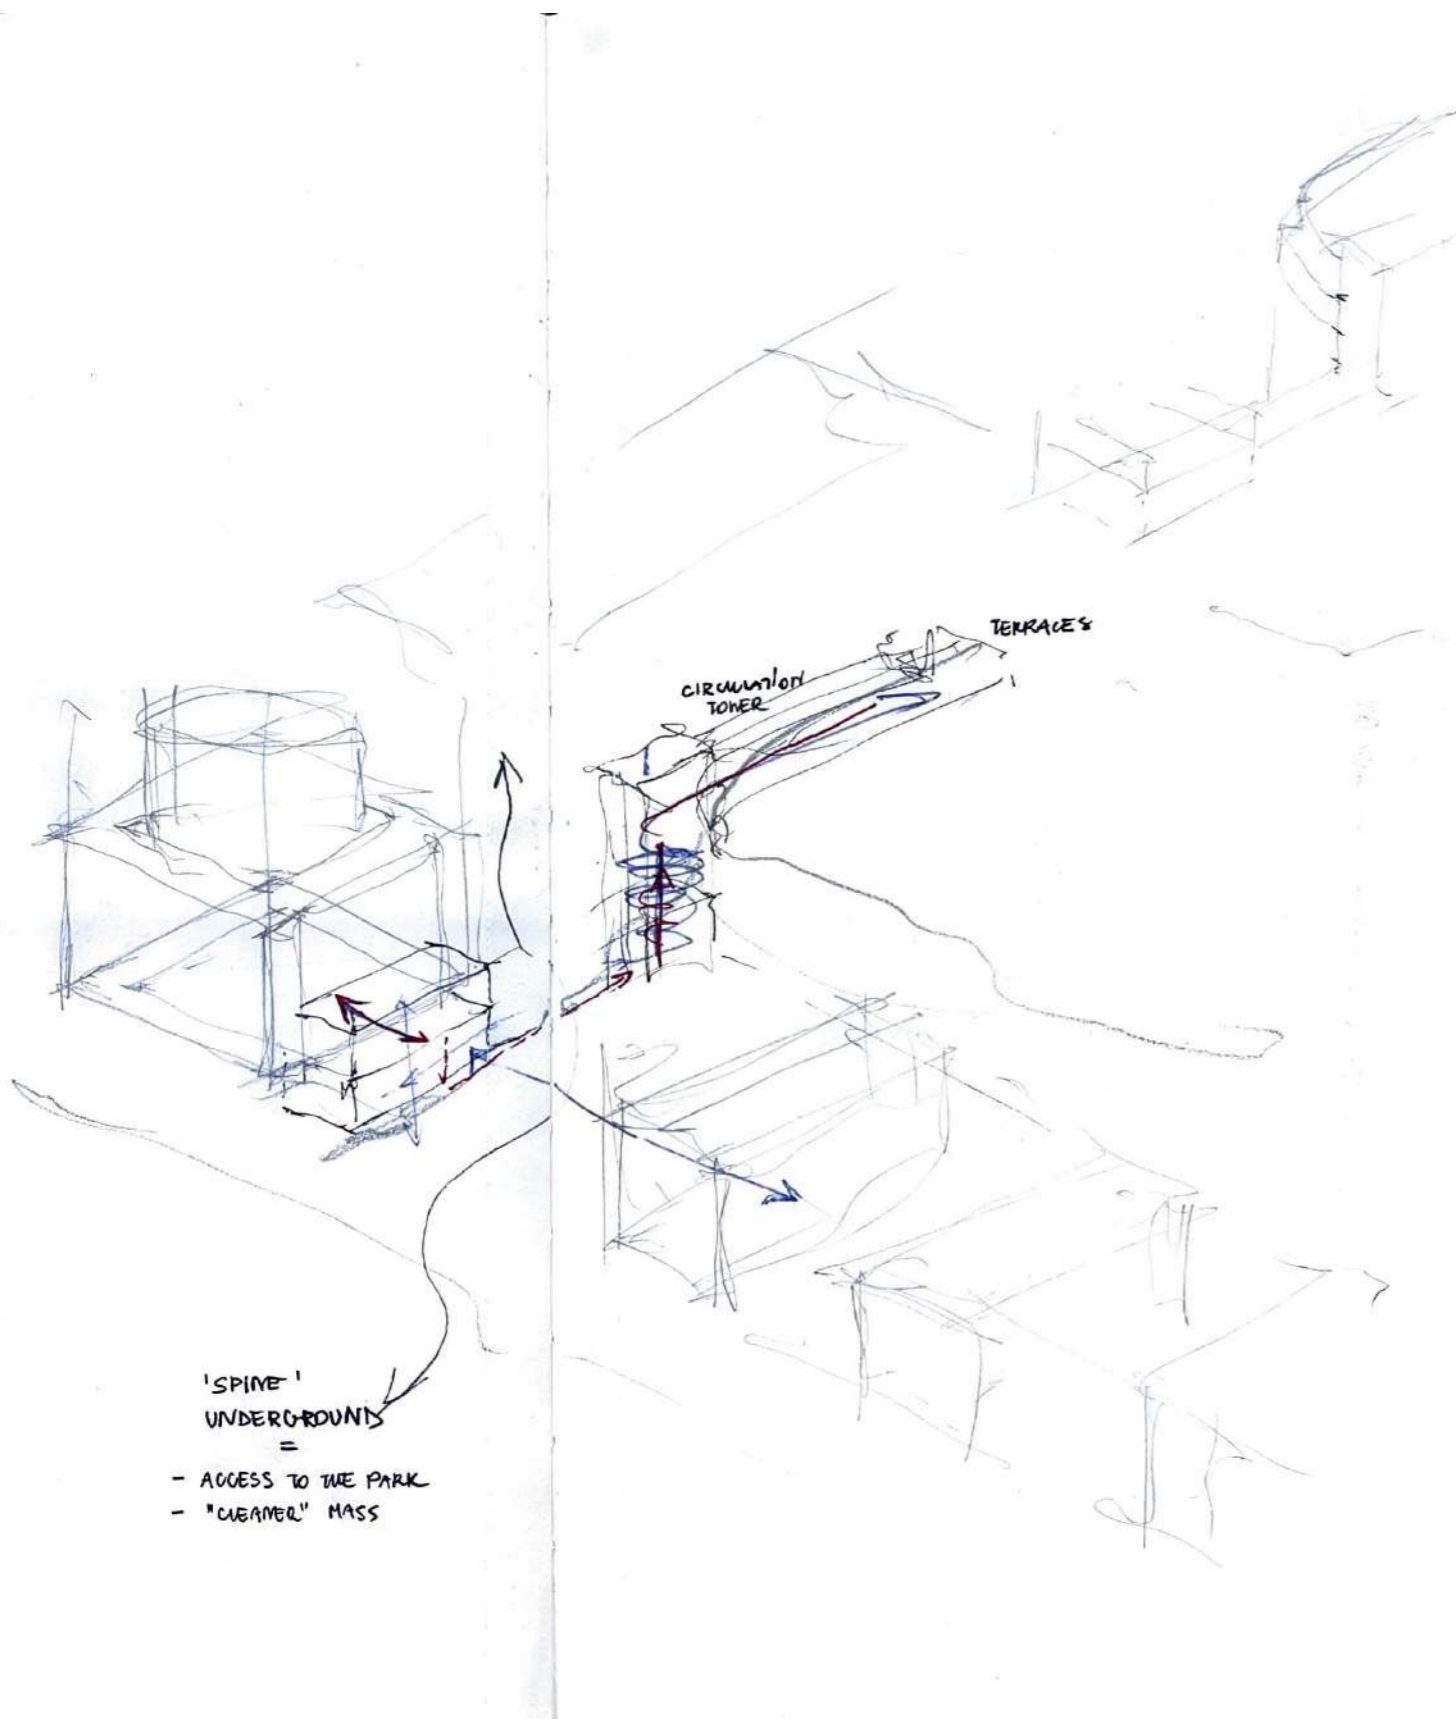 TERRACES
CIRCULATION
TOWER
'SPINE'
UNDERGROUND
=
- ACCESS TO THE PARK
- "CLEANER" MASS